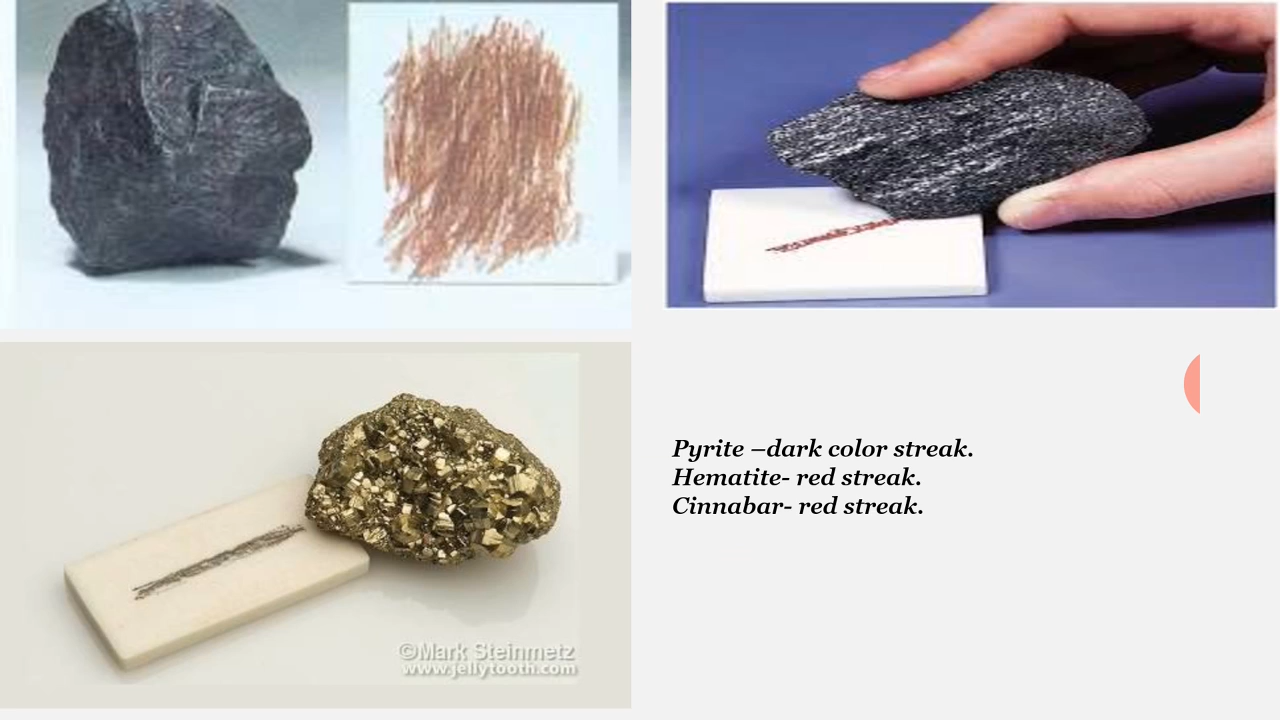 Pyrite –dark color streak.
Hematite- red streak.
Cinnabar- red streak.
©Mark Steinmetz
www.jellytooth.com